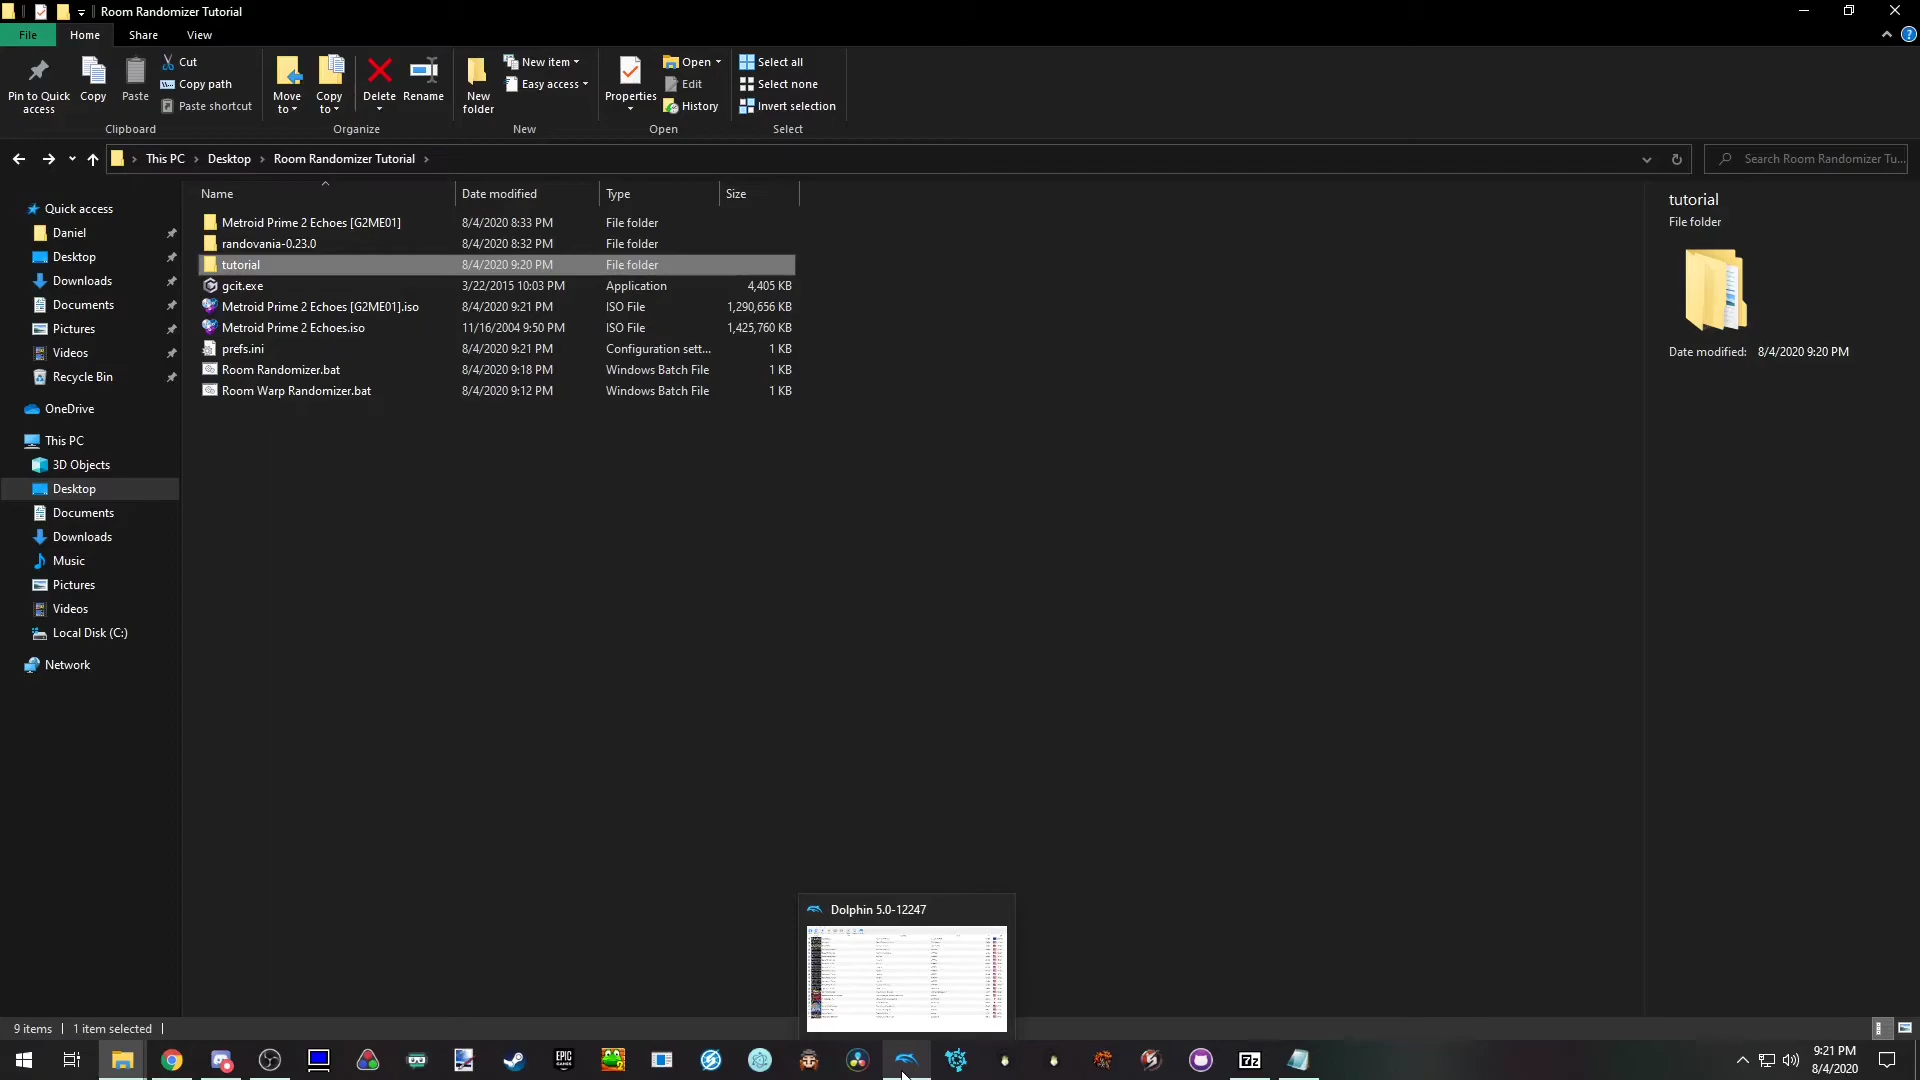 Room Randomizer Tutorial
File Home Share View
Pin to Quick access
Copy
Paste
Cut
Copy path
Paste shortcut
Clipboard
Move to
Copy to
Delete
Rename
Organize
New folder
New item
Easy access
New
Properties
Open
Edit
History
Open
Select all
Select none
Invert selection
Select
This PC Desktop Room Randomizer Tutorial
Search Room Randomizer Tu...
Quick access
Daniel
Desktop
Downloads
Documents
Pictures
Videos
Recycle Bin
OneDrive
This PC
3D Objects
Desktop
Documents
Downloads
Music
Pictures
Videos
Local Disk (C:)
Network
Name Date modified Type Size
Metroid Prime 2 Echoes [G2ME01] 8/4/2020 8:33 PM File folder
randovania-0.23.0 8/4/2020 8:32 PM File folder
tutorial 8/4/2020 9:20 PM File folder
gcit.exe 3/22/2015 10:03 PM Application 4,405 KB
Metroid Prime 2 Echoes [G2ME01].iso 8/4/2020 9:21 PM ISO File 1,290,656 KB
Metroid Prime 2 Echoes.iso 11/16/2004 9:50 PM ISO File 1,425,760 KB
prefs.ini 8/4/2020 9:21 PM Configuration sett... 1 KB
Room Randomizer.bat 8/4/2020 9:18 PM Windows Batch File 1 KB
Room Warp Randomizer.bat 8/4/2020 9:12 PM Windows Batch File 1 KB
tutorial
File folder
Date modified: 8/4/2020 9:20 PM
Dolphin 5.0-12247
9 items 1 item selected
EPIC GAMES
7z
9:21 PM
8/4/2020